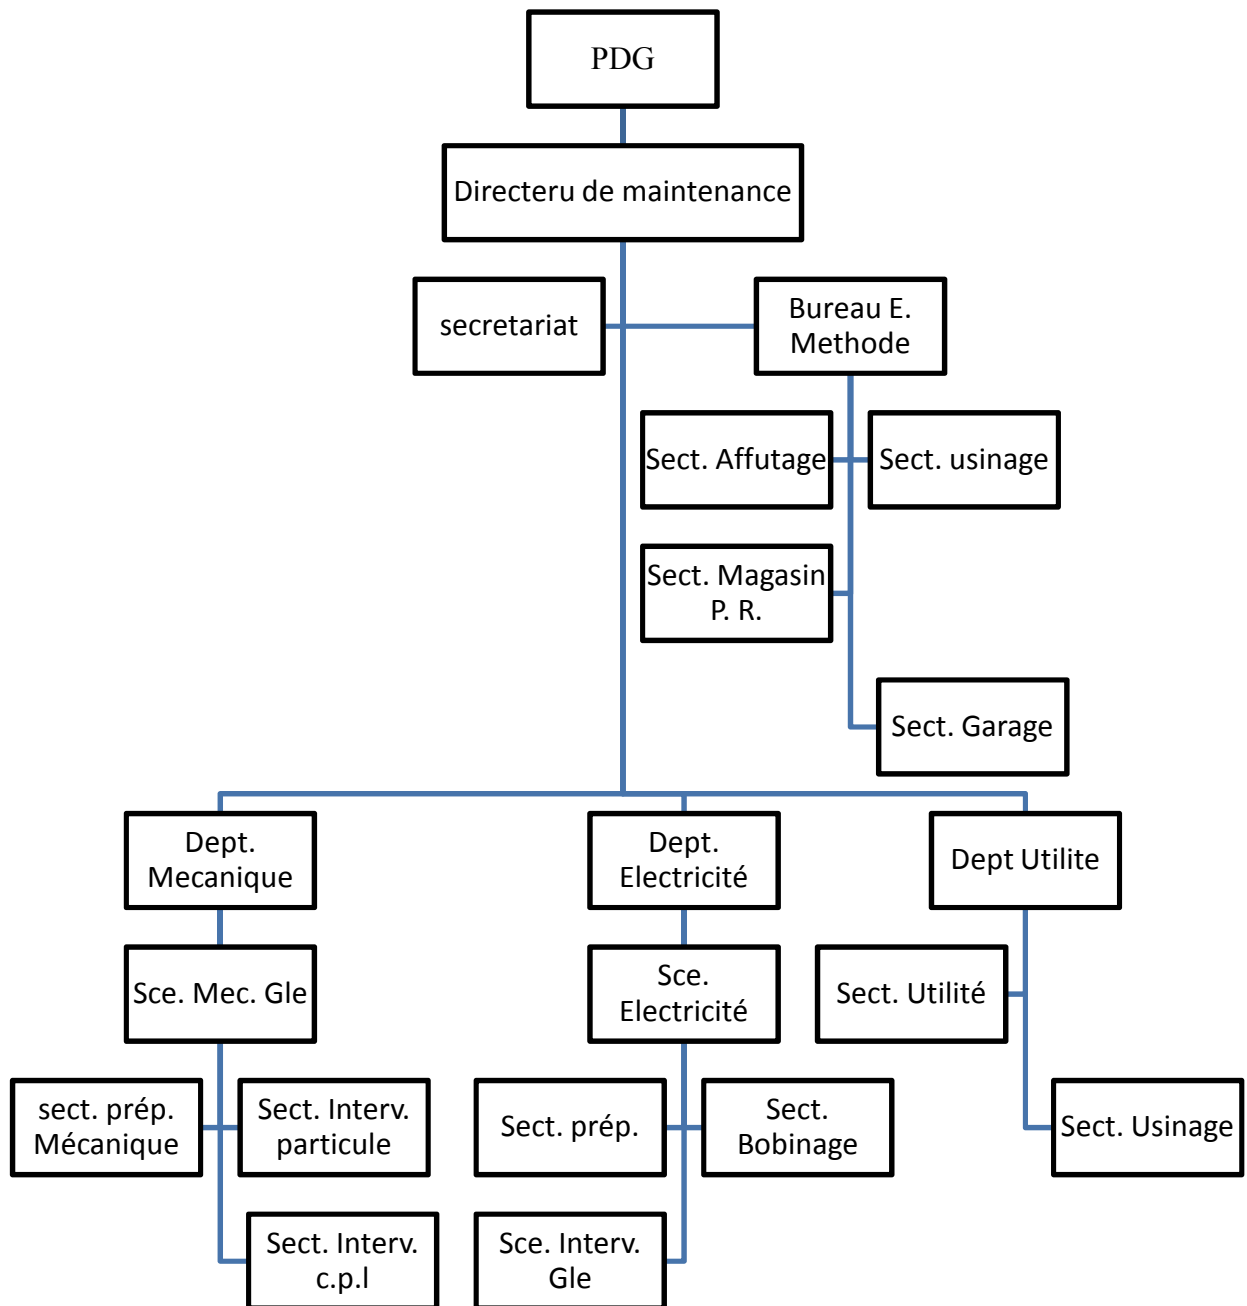 PDG
Directeru de maintenance
secretariat
Bureau E.
Methode
Sect. Affutage
Sect. usinage
Sect. Magasin
P. R.
Sect. Garage
Dept.
Mecanique
Dept.
Electricité
Dept Utilite
Sce. Mec. Gle
Sce.
Electricité
Sect. Utilité
sect. prép.
Mécanique
Sect. Interv.
particule
Sect. prép.
Sect.
Bobinage
Sect. Usinage
Sect. Interv.
c.p.l
Sce. Interv.
Gle